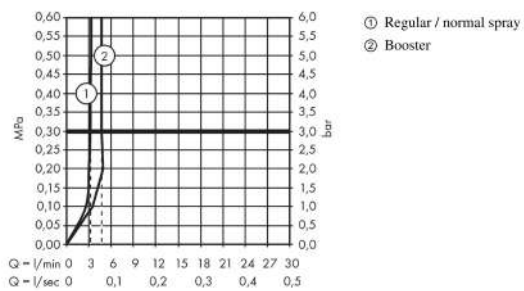 0,60 6,0
0,55 5,5
0,50 5,0
0,45 4,5
0,40 4,0
0,35 3,5
0,30 3,0
0,25 2,5
0,20 2,0
0,15 1,5
0,10 1,0
0,05 0,5
0,00 0,0
MPa
bar
①
②
Q = l/min 0 3 6 9 12 15 18 21 24 27 30
Q = l/sec 0 0,1 0,2 0,3 0,4 0,5
① Regular / normal spray
② Booster